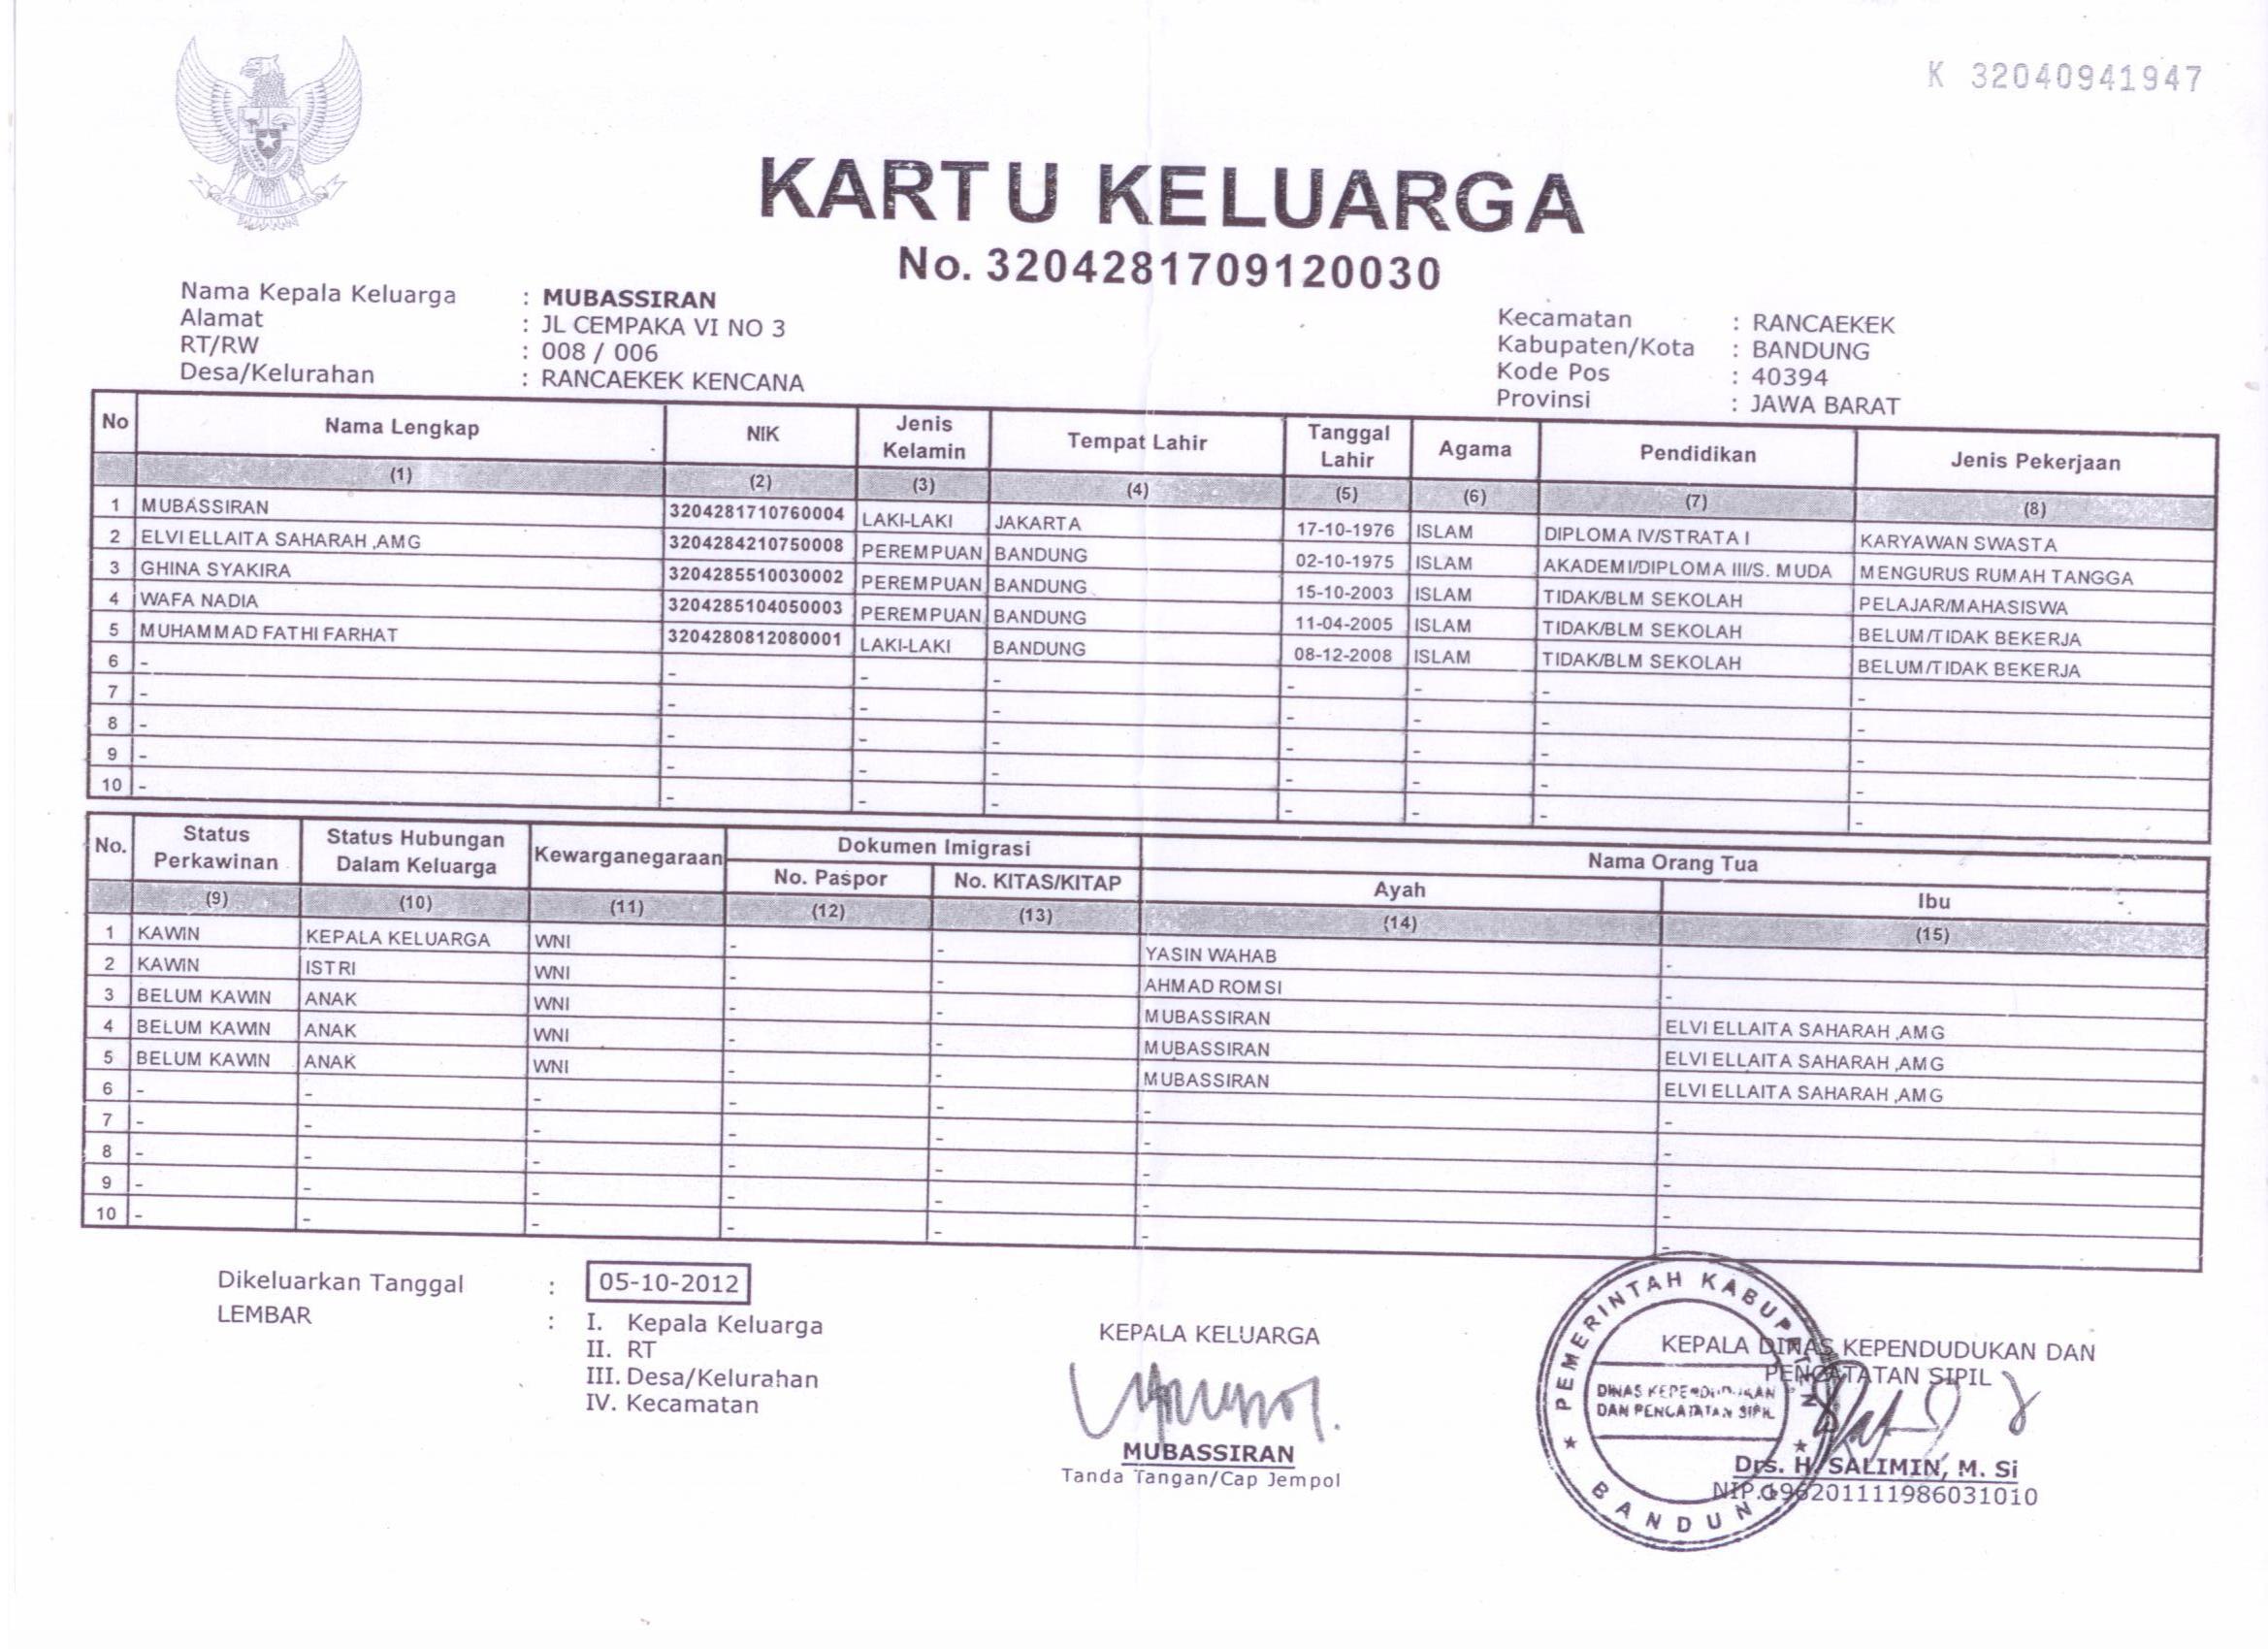 K 32040941947
KARTU KELUARGA
No. 3204281709120030
Nama Kepala Keluarga : MUBASSIRAN
Alamat : JL CEMPAKA VI NO 3
RT/RW : 008 / 006
Desa/Kelurahan : RANCAEKEK KENCANA
Kecamatan : RANCAEKEK
Kabupaten/Kota : BANDUNG
Kode Pos : 40394
Provinsi : JAWA BARAT
No Nama Lengkap NIK Jenis Kelamin Tempat Lahir Tanggal Lahir Agama Pendidikan Jenis Pekerjaan
(1) (2) (3) (4) (5) (6) (7) (8)
1 MUBASSIRAN 3204281710760004 LAKI-LAKI JAKARTA 17-10-1976 ISLAM DIPLOMA IV/STRATA I KARYAWAN SWASTA
2 ELVI ELLAITA SAHARAH ,AMG 3204284210750008 PEREMPUAN BANDUNG 02-10-1975 ISLAM AKADEMI/DIPLOMA III/S. MUDA MENGURUS RUMAH TANGGA
3 GHINA SYAKIRA 3204285510030002 PEREMPUAN BANDUNG 15-10-2003 ISLAM TIDAK/BLM SEKOLAH PELAJAR/MAHASISWA
4 WAFA NADIA 3204285104050003 PEREMPUAN BANDUNG 11-04-2005 ISLAM TIDAK/BLM SEKOLAH BELUM/TIDAK BEKERJA
5 MUHAMMAD FATHI FARHAT 3204280812080001 LAKI-LAKI BANDUNG 08-12-2008 ISLAM TIDAK/BLM SEKOLAH BELUM/TIDAK BEKERJA
6 - - - - - - - -
7 - - - - - - - -
8 - - - - - - - -
9 - - - - - - - -
10 - - - - - - - -
No. Status Perkawinan Status Hubungan Dalam Keluarga Kewarganegaraan Dokumen Imigrasi Nama Orang Tua
No. Paspor No. KITAS/KITAP Ayah Ibu
(9) (10) (11) (12) (13) (14) (15)
1 KAWIN KEPALA KELUARGA WNI - - YASIN WAHAB -
2 KAWIN ISTRI WNI - - AHMAD ROMSI -
3 BELUM KAWIN ANAK WNI - - MUBASSIRAN ELVI ELLAITA SAHARAH ,AMG
4 BELUM KAWIN ANAK WNI - - MUBASSIRAN ELVI ELLAITA SAHARAH ,AMG
5 BELUM KAWIN ANAK WNI - - MUBASSIRAN ELVI ELLAITA SAHARAH ,AMG
6 - - - - - - -
7 - - - - - - -
8 - - - - - - -
9 - - - - - - -
10 - - - - - - -
Dikeluarkan Tanggal : 05-10-2012
LEMBAR : I. Kepala Keluarga
II. RT
III. Desa/Kelurahan
IV. Kecamatan
KEPALA KELUARGA
MUBASSIRAN
Tanda Tangan/Cap Jempol
KEPALA DINAS KEPENDUDUKAN DAN
PENCATATAN SIPIL
Drs. H. SALIMIN, M. Si
NIP.196201111986031010
PEMERINTAH KABUPATEN
DINAS KEPENDUDUKAN
DAN PENCATATAN SIPIL
BANDUNG